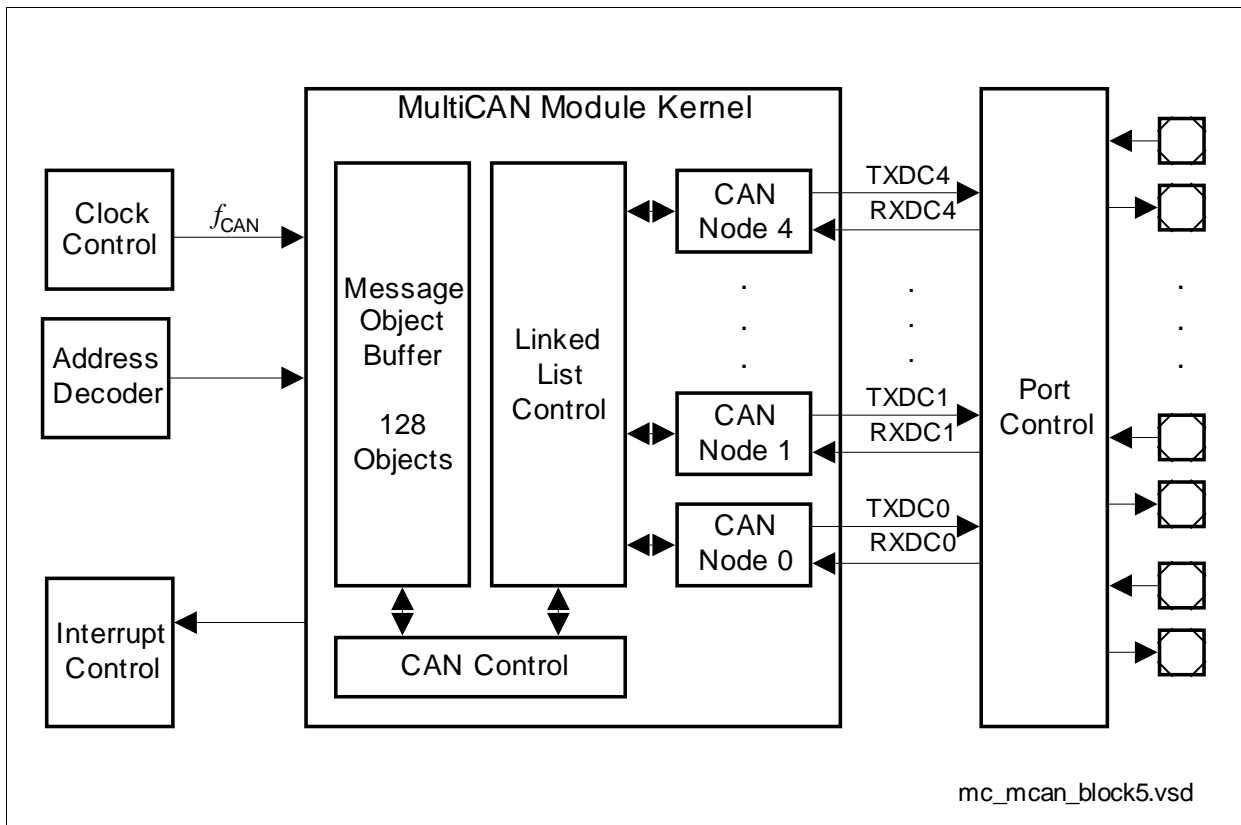 MultiCAN Module Kernel
Clock
Control
fCAN
Address
Decoder
Interrupt
Control
Message
Object
Buffer
128
Objects
Linked
List
Control
CAN Control
CAN
Node 4
CAN
Node 1
CAN
Node 0
TXDC4
RXDC4
TXDC1
RXDC1
TXDC0
RXDC0
Port
Control
mc_mcan_block5.vsd